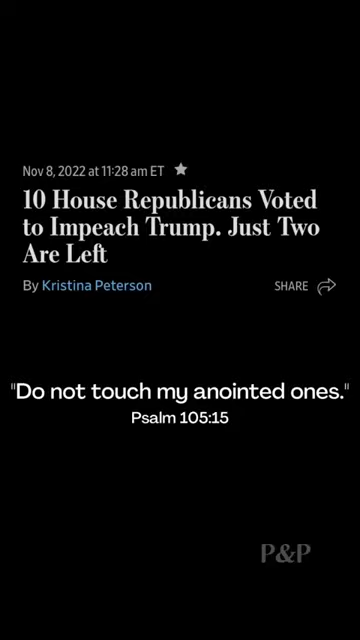 Nov 8, 2022 at 11:28 am ET
10 House Republicans Voted
to Impeach Trump. Just Two
Are Left
By Kristina Peterson
SHARE
"Do not touch my anointed ones."
Psalm 105:15
P&P